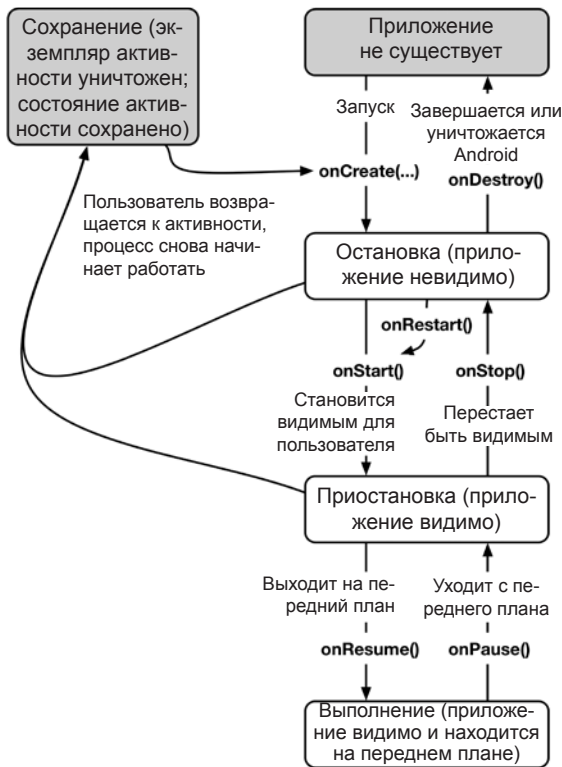 Сохранение (эк-
земпляр актив-
ности уничтожен;
состояние актив-
ности сохранено)
Приложение
не существует
Запуск
Завершается или
уничтожается
Android
onCreate(...)
onDestroy()
Пользователь возвра-
щается к активности,
процесс снова начи-
нает работать
Остановка (прило-
жение невидимо)
onRestart()
onStart()
onStop()
Становится
видимым для
пользователя
Перестает
быть видимым
Приостановка (прило-
жение видимо)
Выходит на пе-
редний план
Уходит с пе-
реднего плана
onResume()
onPause()
Выполнение (приложе-
ние видимо и находится
на переднем плане)